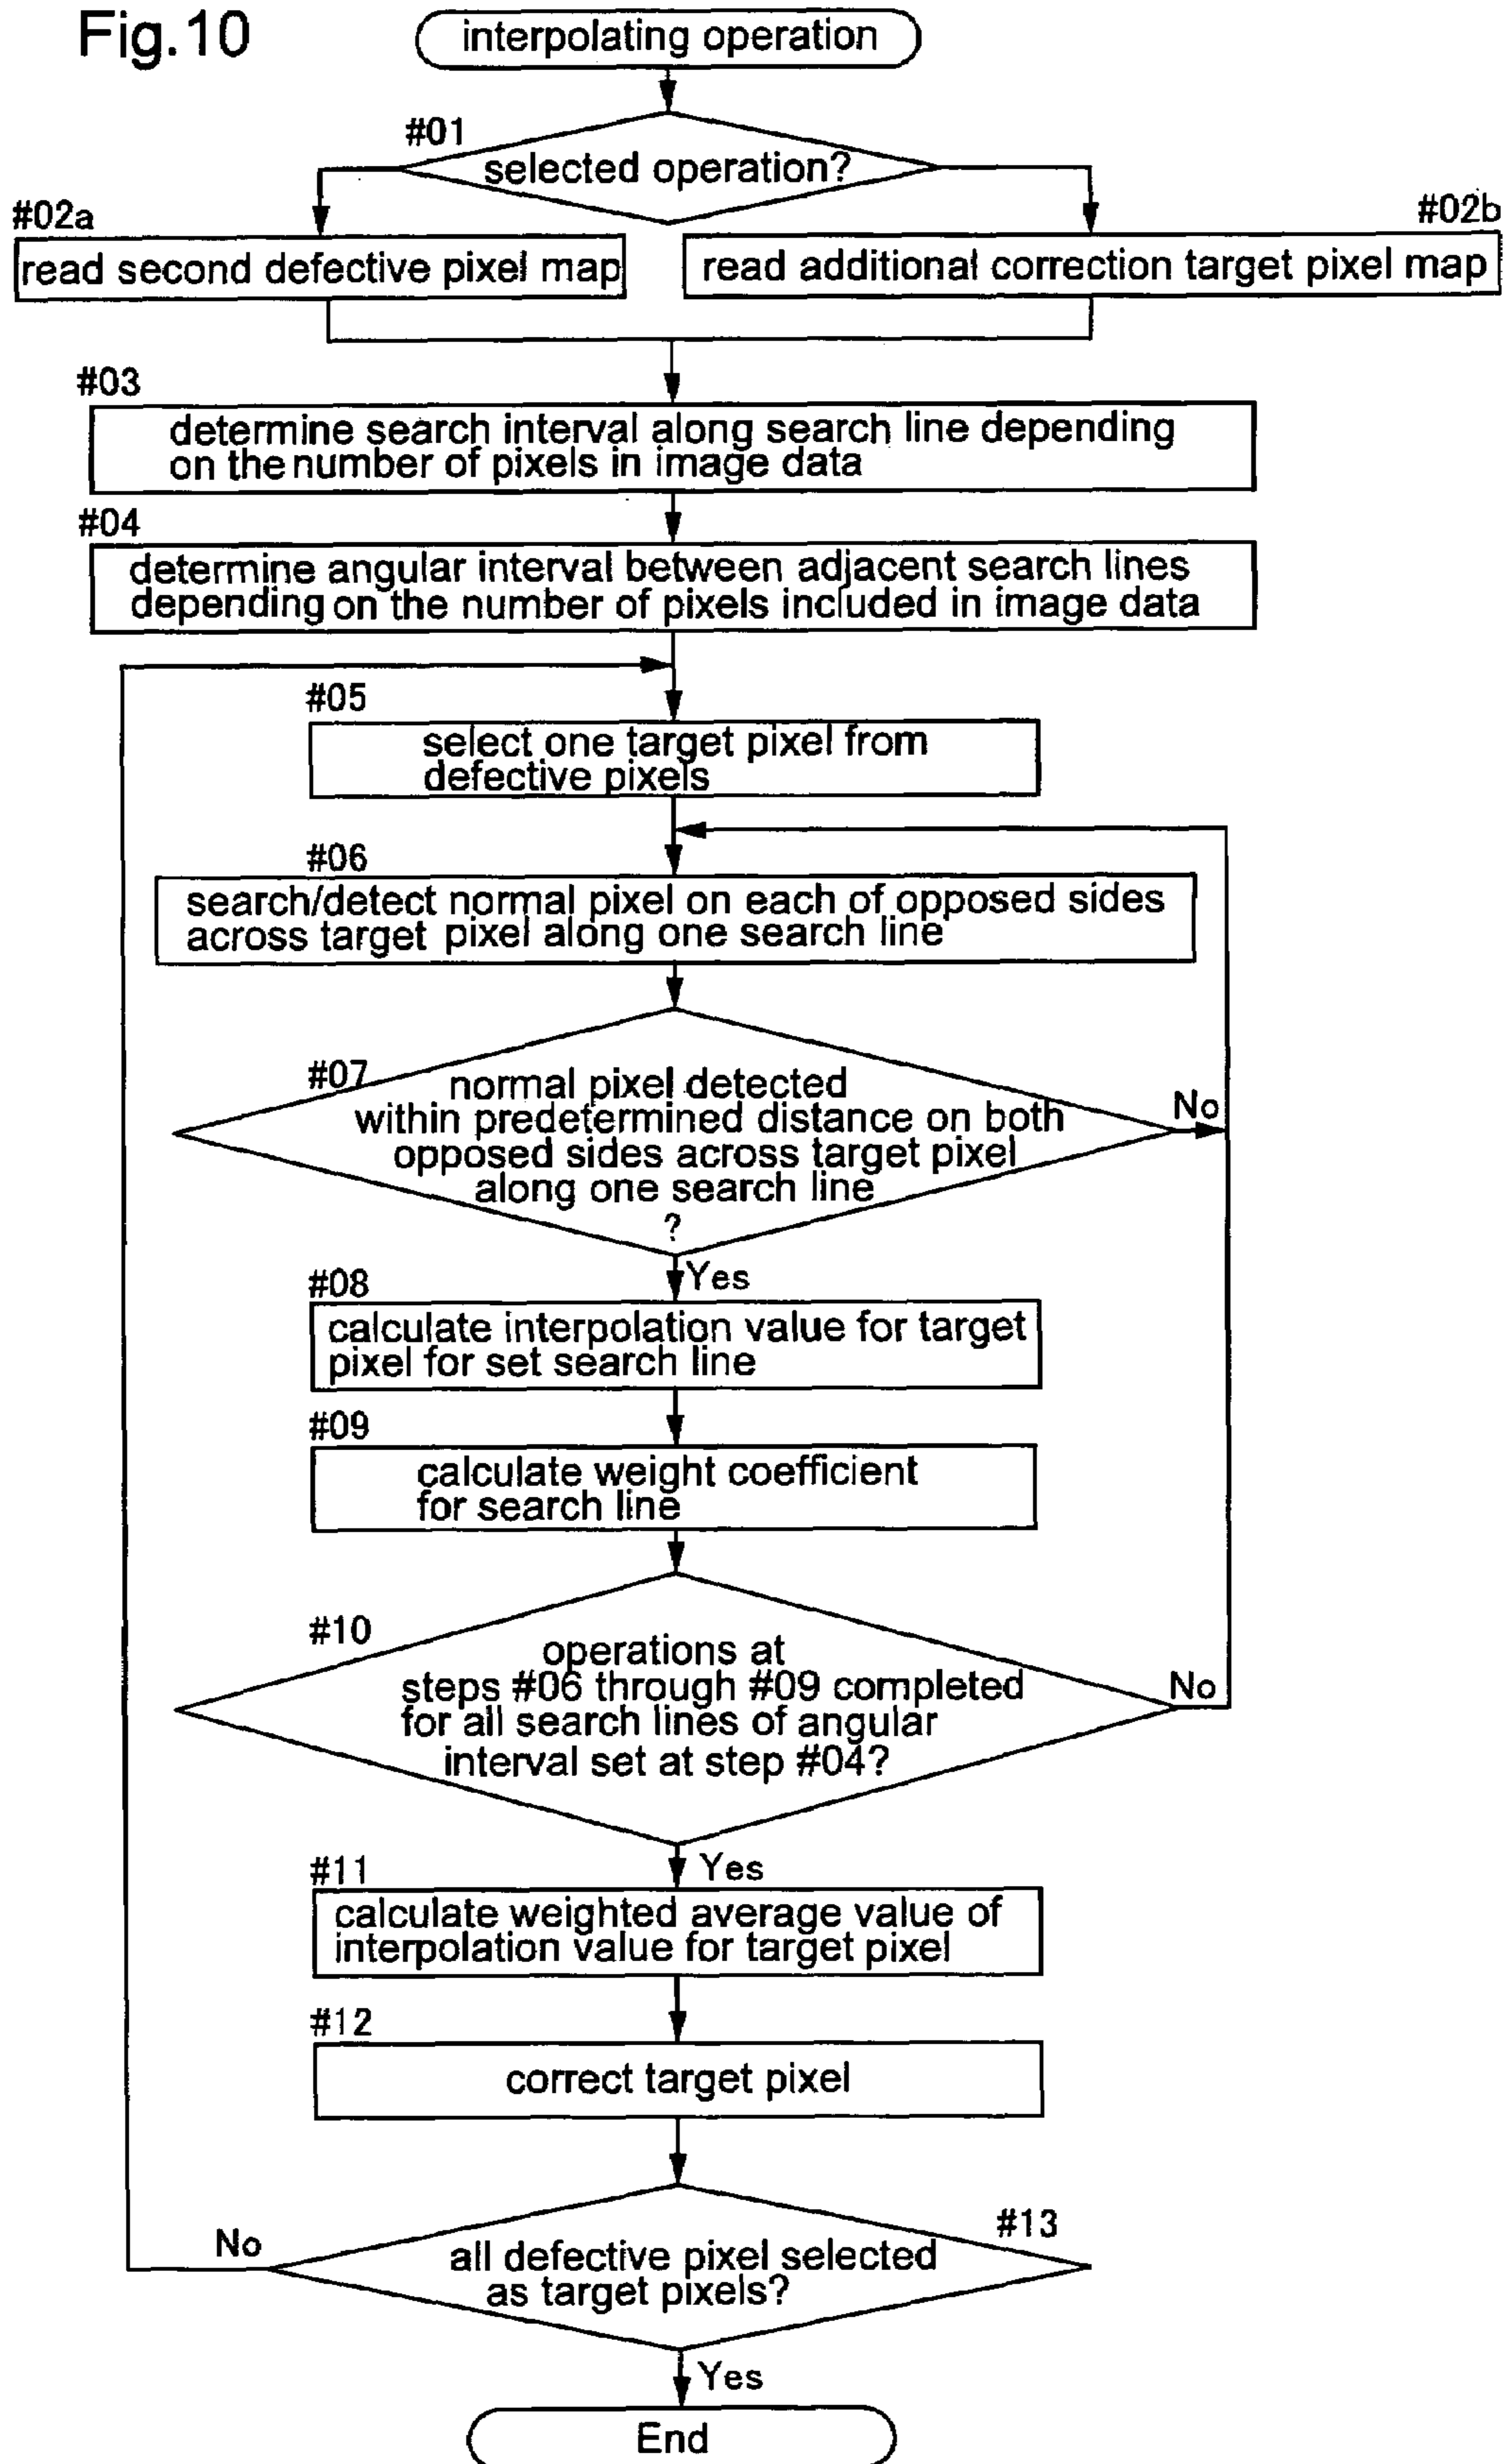 Fig.10
interpolating operation
#01
selected operation?
#02a
read second defective pixel map
#02b
read additional correction target pixel map
#03
determine search interval along search line depending
on the number of pixels in image data
#04
determine angular interval between adjacent search lines
depending on the number of pixels included in image data
#05
select one target pixel from
defective pixels
#06
search/detect normal pixel on each of opposed sides
across target pixel along one search line
#07
normal pixel detected
within predetermined distance on both
opposed sides across target pixel
along one search line
?
No
Yes
#08
calculate interpolation value for target
pixel for set search line
#09
calculate weight coefficient
for search line
#10
operations at
steps #06 through #09 completed
for all search lines of angular
interval set at step #04?
No
Yes
#11
calculate weighted average value of
interpolation value for target pixel
#12
correct target pixel
#13
all defective pixel selected
as target pixels?
No
Yes
End